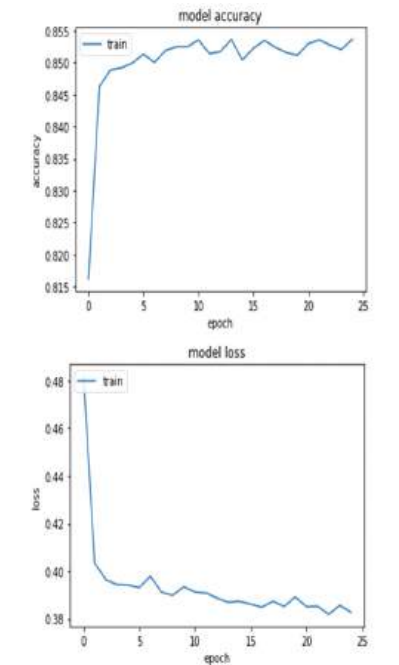 model accuracy
train
0.855
0.850
0.845
0.840
0.835
0.830
0.825
0.820
0.815
accuracy
0 5 10 15 20 25
epoch
model loss
train
0.48
0.46
0.44
0.42
0.40
0.38
loss
0 5 10 15 20 25
epoch